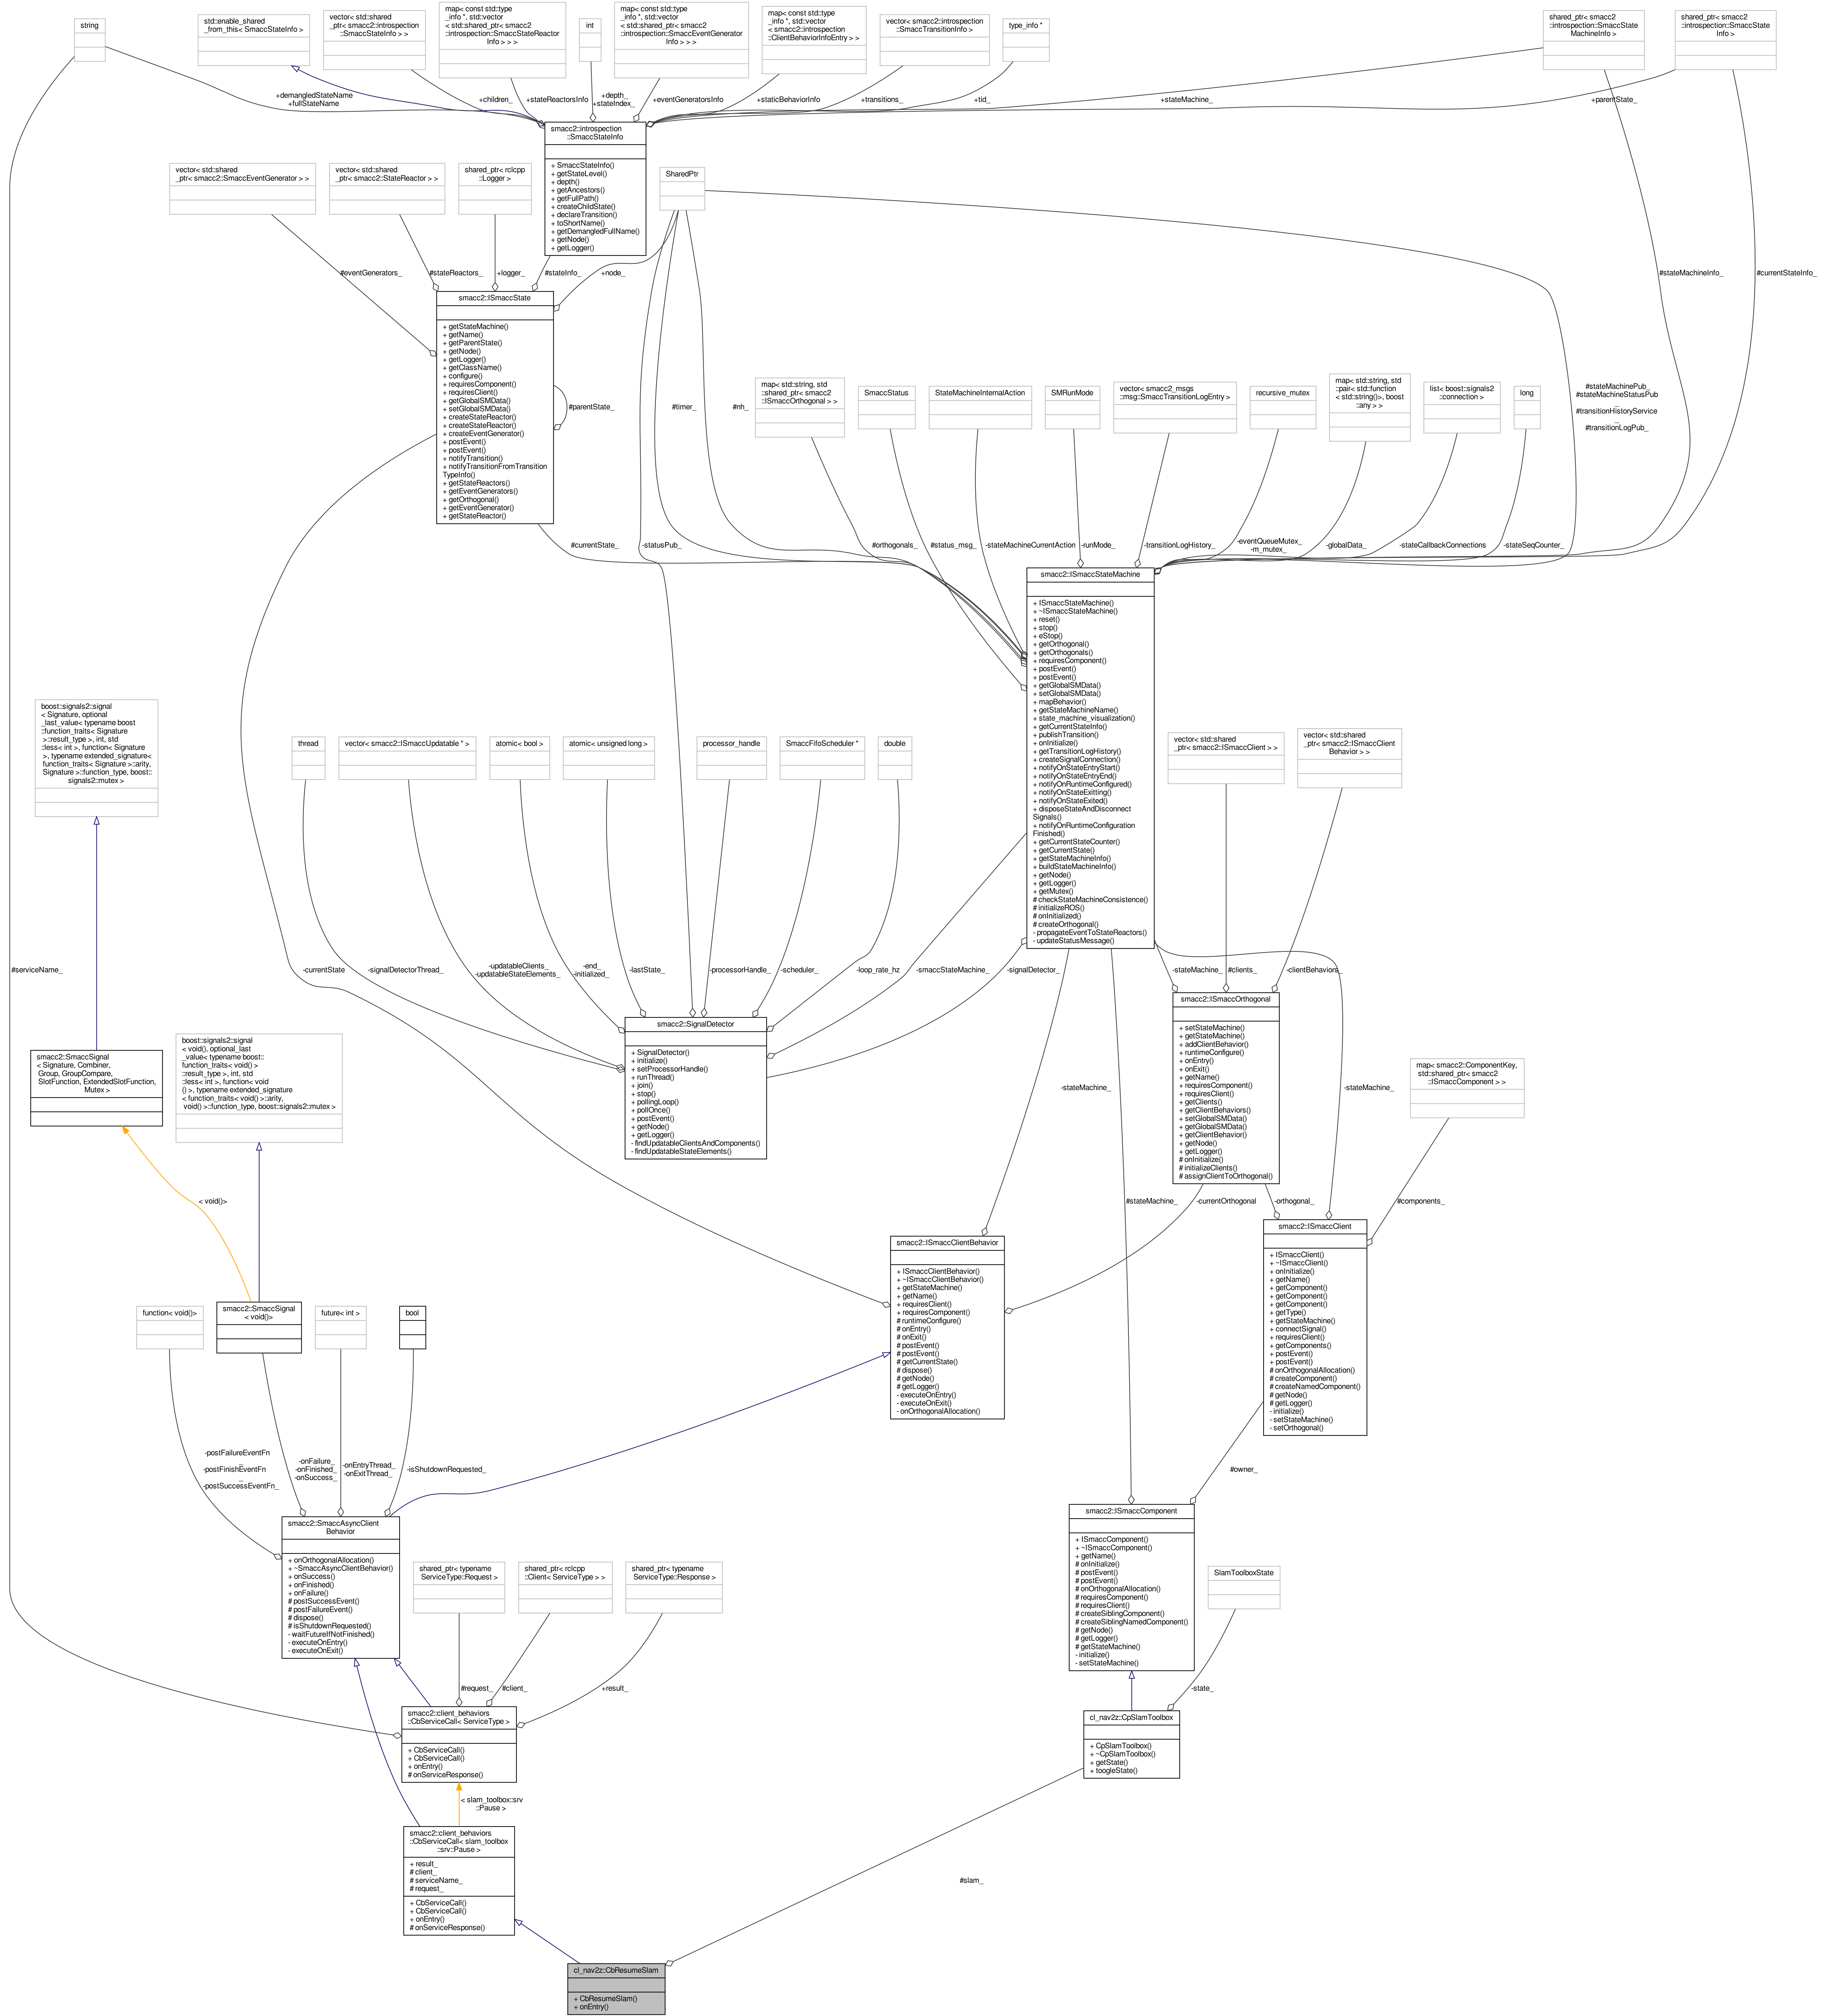 string
std::enable_shared
_from_this< SmaccStateInfo >
vector< std::shared
_ptr< smacc2::introspection
::SmaccStateInfo > >
map< const std::type
_info *, std::vector
< std::shared_ptr< smacc2
::introspection::SmaccStateReactor
Info > > >
int
map< const std::type
_info *, std::vector
< std::shared_ptr< smacc2
::introspection::SmaccEventGenerator
Info > > >
map< const std::type
_info *, std::vector
< smacc2::introspection
::ClientBehaviorInfoEntry > >
vector< smacc2::introspection
::SmaccTransitionInfo >
type_info *
shared_ptr< smacc2
::introspection::SmaccState
MachineInfo >
shared_ptr< smacc2
::introspection::SmaccState
Info >
+demangledStateName
+fullStateName
+children_
+stateReactorsInfo
+depth_
+stateIndex_
+eventGeneratorsInfo
+staticBehaviorInfo
+transitions_
+tid_
+stateMachine_
+parentState_
smacc2::introspection
::SmaccStateInfo
+ SmaccStateInfo()
+ getStateLevel()
+ depth()
+ getAncestors()
+ getFullPath()
+ createChildState()
+ declareTransition()
+ toShortName()
+ getDemangledFullName()
+ getNode()
+ getLogger()
vector< std::shared
_ptr< smacc2::SmaccEventGenerator > >
vector< std::shared
_ptr< smacc2::StateReactor > >
shared_ptr< rclcpp
::Logger >
SharedPtr
#eventGenerators_
#stateReactors_
+logger_
#stateInfo_
+node_
#stateMachineInfo_
#currentStateInfo_
smacc2::ISmaccState
+ getStateMachine()
+ getName()
+ getParentState()
+ getNode()
+ getLogger()
+ getClassName()
+ configure()
+ requiresComponent()
+ requiresClient()
+ getGlobalSMData()
+ setGlobalSMData()
+ createStateReactor()
+ createStateReactor()
+ createEventGenerator()
+ postEvent()
+ postEvent()
+ notifyTransition()
+ notifyTransitionFromTransition
TypeInfo()
+ getStateReactors()
+ getEventGenerators()
+ getOrthogonal()
+ getEventGenerator()
+ getStateReactor()
#parentState_
#timer_
#nh_
map< std::string, std
::shared_ptr< smacc2
::ISmaccOrthogonal > >
SmaccStatus
StateMachineInternalAction
SMRunMode
vector< smacc2_msgs
::msg::SmaccTransitionLogEntry >
recursive_mutex
map< std::string, std
::pair< std::function
< std::string()>, boost
::any > >
list< boost::signals2
::connection >
long
#stateMachinePub_
#stateMachineStatusPub
_
#transitionHistoryService
_
#transitionLogPub_
#currentState_
-statusPub_
#orthogonals_
#status_msg_
-stateMachineCurrentAction
-runMode_
-transitionLogHistory_
-eventQueueMutex_
-m_mutex_
-globalData_
-stateCallbackConnections
-stateSeqCounter_
smacc2::ISmaccStateMachine
+ ISmaccStateMachine()
+ ~ISmaccStateMachine()
+ reset()
+ stop()
+ eStop()
+ getOrthogonal()
+ getOrthogonals()
+ requiresComponent()
+ postEvent()
+ postEvent()
+ getGlobalSMData()
+ setGlobalSMData()
+ mapBehavior()
+ getStateMachineName()
+ state_machine_visualization()
+ getCurrentStateInfo()
+ publishTransition()
+ onInitialize()
+ getTransitionLogHistory()
+ createSignalConnection()
+ notifyOnStateEntryStart()
+ notifyOnStateEntryEnd()
+ notifyOnRuntimeConfigured()
+ notifyOnStateExitting()
+ notifyOnStateExited()
+ disposeStateAndDisconnect
Signals()
+ notifyOnRuntimeConfiguration
Finished()
+ getCurrentStateCounter()
+ getCurrentState()
+ getStateMachineInfo()
+ buildStateMachineInfo()
+ getNode()
+ getLogger()
+ getMutex()
# checkStateMachineConsistence()
# initializeROS()
# onInitialized()
# createOrthogonal()
- propagateEventToStateReactors()
- updateStatusMessage()
boost::signals2::signal
< Signature, optional
_last_value< typename boost
::function_traits< Signature
>::result_type >, int, std
::less< int >, function< Signature
>, typename extended_signature<
function_traits< Signature >::arity,
Signature >::function_type, boost::
signals2::mutex >
thread
vector< smacc2::ISmaccUpdatable * >
atomic< bool >
atomic< unsigned long >
processor_handle
SmaccFifoScheduler *
double
vector< std::shared
_ptr< smacc2::ISmaccClient > >
vector< std::shared
_ptr< smacc2::ISmaccClient
Behavior > >
#serviceName_
-currentState
-signalDetectorThread_
-updatableClients_
-updatableStateElements_
-end_
-initialized_
-lastState_
-processorHandle_
-scheduler_
-loop_rate_hz
-smaccStateMachine_
-signalDetector_
-stateMachine_
#clients_
-clientBehaviors_
smacc2::SignalDetector
+ SignalDetector()
+ initialize()
+ setProcessorHandle()
+ runThread()
+ join()
+ stop()
+ pollingLoop()
+ pollOnce()
+ postEvent()
+ getNode()
+ getLogger()
- findUpdatableClientsAndComponents()
- findUpdatableStateElements()
smacc2::ISmaccOrthogonal
+ setStateMachine()
+ getStateMachine()
+ addClientBehavior()
+ runtimeConfigure()
+ onEntry()
+ onExit()
+ getName()
+ requiresComponent()
+ requiresClient()
+ getClients()
+ getClientBehaviors()
+ setGlobalSMData()
+ getGlobalSMData()
+ getClientBehavior()
+ getNode()
+ getLogger()
# onInitialize()
# initializeClients()
# assignClientToOrthogonal()
smacc2::SmaccSignal
< Signature, Combiner,
Group, GroupCompare,
SlotFunction, ExtendedSlotFunction,
Mutex >
boost::signals2::signal
< void(), optional_last
_value< typename boost::
function_traits< void() >
::result_type >, int, std
::less< int >, function< void
() >, typename extended_signature
< function_traits< void() >::arity,
void() >::function_type, boost::signals2::mutex >
-stateMachine_
-stateMachine_
map< smacc2::ComponentKey,
std::shared_ptr< smacc2
::ISmaccComponent > >
< void()>
#stateMachine_
-currentOrthogonal
-orthogonal_
#components_
smacc2::ISmaccClientBehavior
+ ISmaccClientBehavior()
+ ~ISmaccClientBehavior()
+ getStateMachine()
+ getName()
+ requiresClient()
+ requiresComponent()
# runtimeConfigure()
# onEntry()
# onExit()
# postEvent()
# postEvent()
# getCurrentState()
# dispose()
# getNode()
# getLogger()
- executeOnEntry()
- executeOnExit()
- onOrthogonalAllocation()
smacc2::ISmaccClient
+ ISmaccClient()
+ ~ISmaccClient()
+ onInitialize()
+ getName()
+ getComponent()
+ getComponent()
+ getComponent()
+ getType()
+ getStateMachine()
+ connectSignal()
+ requiresClient()
+ getComponents()
+ postEvent()
+ postEvent()
# onOrthogonalAllocation()
# createComponent()
# createNamedComponent()
# getNode()
# getLogger()
- initialize()
- setStateMachine()
- setOrthogonal()
function< void()>
smacc2::SmaccSignal
< void()>
future< int >
bool
-postFailureEventFn
_
-postFinishEventFn
_
-postSuccessEventFn_
-onFailure_
-onFinished_
-onSuccess_
-onEntryThread_
-onExitThread_
-isShutdownRequested_
#owner_
smacc2::SmaccAsyncClient
Behavior
+ onOrthogonalAllocation()
+ ~SmaccAsyncClientBehavior()
+ onSuccess()
+ onFinished()
+ onFailure()
# postSuccessEvent()
# postFailureEvent()
# dispose()
# isShutdownRequested()
- waitFutureIfNotFinished()
- executeOnEntry()
- executeOnExit()
shared_ptr< typename
ServiceType::Request >
shared_ptr< rclcpp
::Client< ServiceType > >
shared_ptr< typename
ServiceType::Response >
smacc2::ISmaccComponent
+ ISmaccComponent()
+ ~ISmaccComponent()
+ getName()
# onInitialize()
# postEvent()
# postEvent()
# onOrthogonalAllocation()
# requiresComponent()
# requiresClient()
# createSiblingComponent()
# createSiblingNamedComponent()
# getNode()
# getLogger()
# getStateMachine()
- initialize()
- setStateMachine()
SlamToolboxState
#request_
#client_
+result_
-state_
smacc2::client_behaviors
::CbServiceCall< ServiceType >
+ CbServiceCall()
+ CbServiceCall()
+ onEntry()
# onServiceResponse()
cl_nav2z::CpSlamToolbox
+ CpSlamToolbox()
+ ~CpSlamToolbox()
+ getState()
+ toogleState()
< slam_toolbox::srv
::Pause >
smacc2::client_behaviors
::CbServiceCall< slam_toolbox
::srv::Pause >
+ result_
# client_
# serviceName_
# request_
+ CbServiceCall()
+ CbServiceCall()
+ onEntry()
# onServiceResponse()
#slam_
cl_nav2z::CbResumeSlam
+ CbResumeSlam()
+ onEntry()